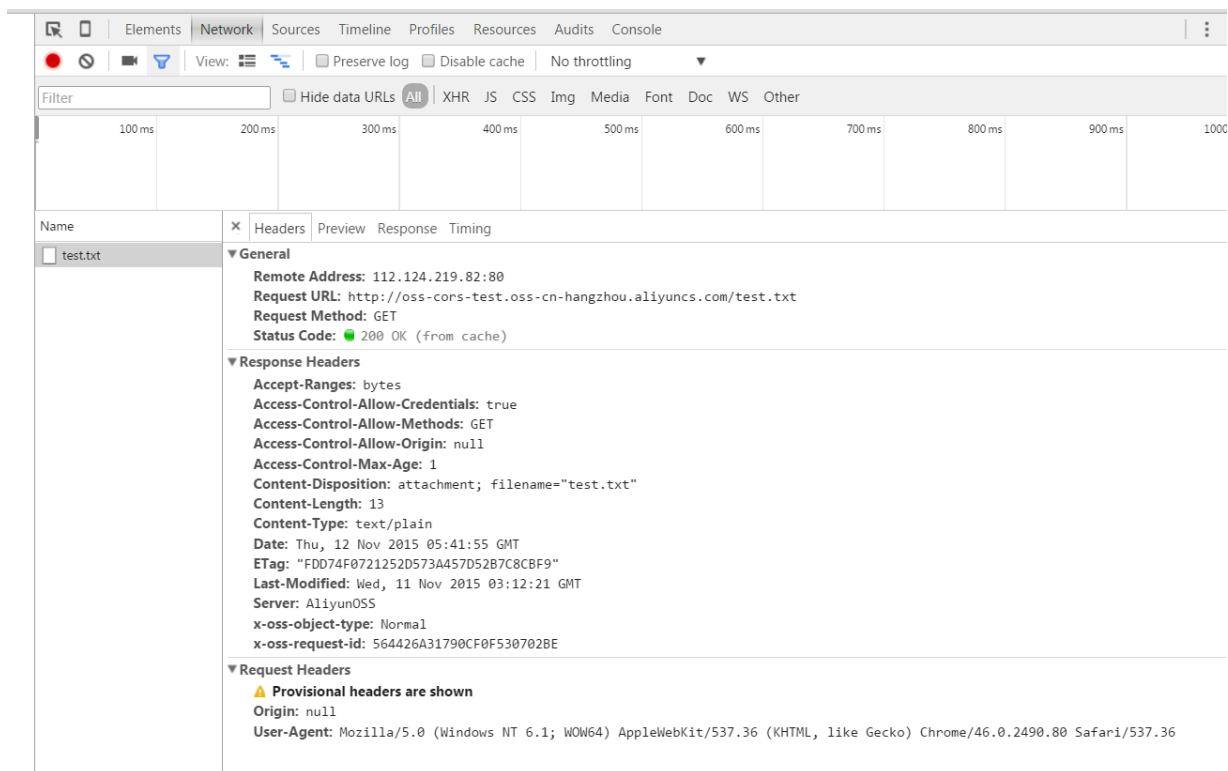 Elements Network Sources Timeline Profiles Resources Audits Console
View: Preserve log Disable cache No throttling
Filter Hide data URLs All XHR JS CSS Img Media Font Doc WS Other
100 ms 200 ms 300 ms 400 ms 500 ms 600 ms 700 ms 800 ms 900 ms 1000
Name × Headers Preview Response Timing
test.txt
▼General
Remote Address: 112.124.219.82:80
Request URL: http://oss-cors-test.oss-cn-hangzhou.aliyuncs.com/test.txt
Request Method: GET
Status Code: 200 OK (from cache)
▼Response Headers
Accept-Ranges: bytes
Access-Control-Allow-Credentials: true
Access-Control-Allow-Methods: GET
Access-Control-Allow-Origin: null
Access-Control-Max-Age: 1
Content-Disposition: attachment; filename="test.txt"
Content-Length: 13
Content-Type: text/plain
Date: Thu, 12 Nov 2015 05:41:55 GMT
ETag: "FDD74F0721252D573A457D52B7C8CBF9"
Last-Modified: Wed, 11 Nov 2015 03:12:21 GMT
Server: AliyunOSS
x-oss-object-type: Normal
x-oss-request-id: 564426A31790CF0F530702BE
▼Request Headers
Provisional headers are shown
Origin: null
User-Agent: Mozilla/5.0 (Windows NT 6.1; WOW64) AppleWebKit/537.36 (KHTML, like Gecko) Chrome/46.0.2490.80 Safari/537.36